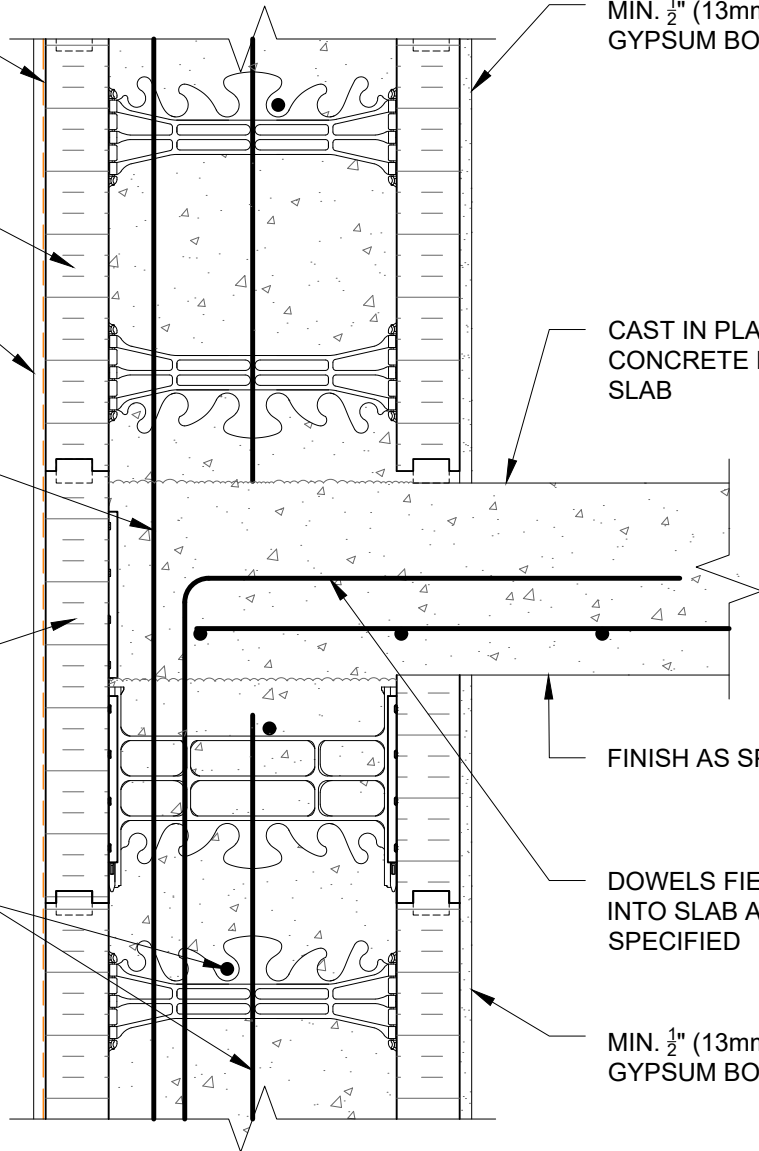 MIN. ½" (13mm
GYPSUM BO
CAST IN PLA
CONCRETE
SLAB
FINISH AS SP
DOWELS FIE
INTO SLAB A
SPECIFIED
MIN. ½" (13mm
GYPSUM BO